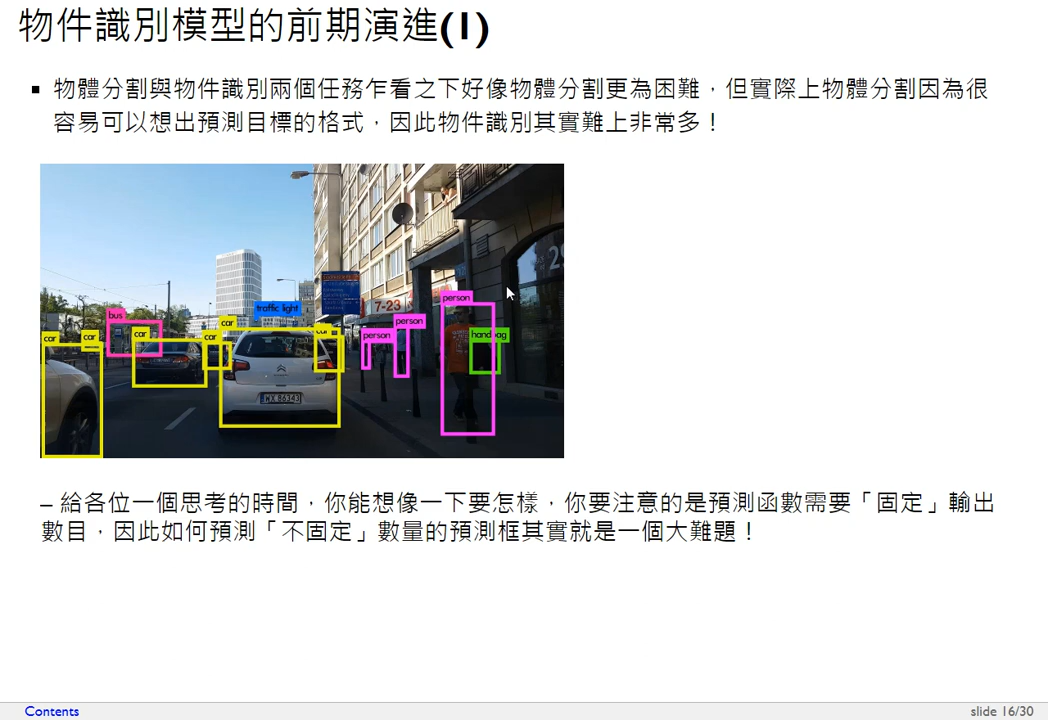 物件識別模型的前期演進(1)
物體分割與物件識別兩個任務乍看之下好像物體分割更為困難，但實際上物體分割因為很
容易可以想出預測目標的格式，因此物件識別其實難上非常多！
traffic light
bus
person
car
car
car
car
car
car
person
person
handbag
7-23
29
WX 86343
– 給各位一個思考的時間，你能想像一下要怎樣，你要注意的是預測函數需要「固定」輸出
數目，因此如何預測「不固定」數量的預測框其實就是一個大難題！
Contents
slide 16/30